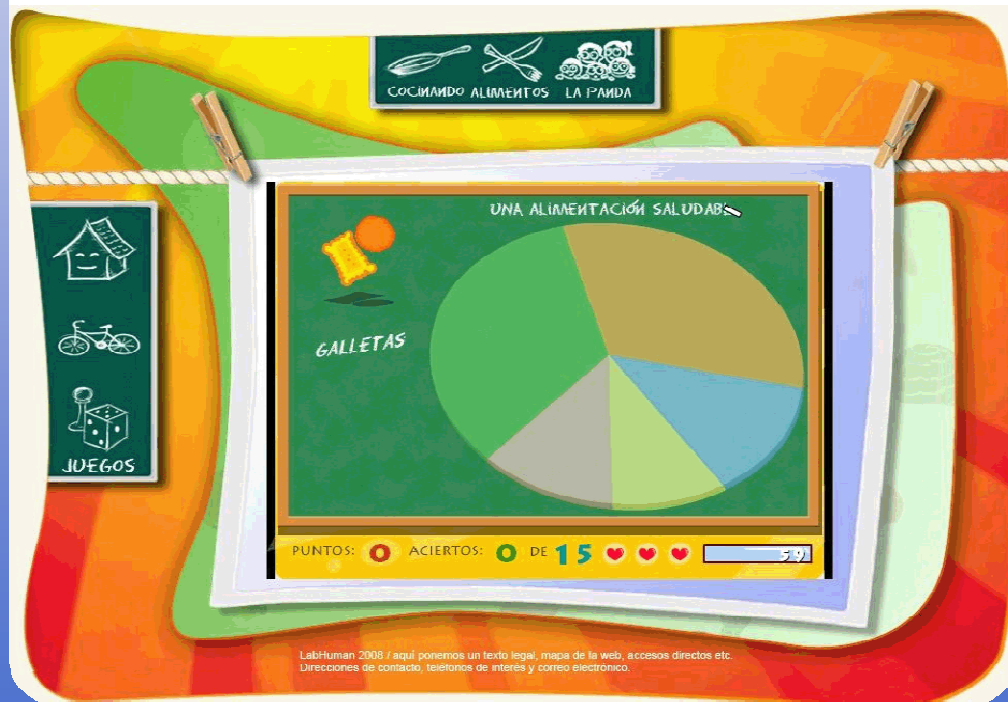 COCINANDO ALIMENTOS LA PANDA
UNA ALIMENTACIÓN SALUDAB
GALLETAS
JUEGOS
PUNTOS: 0 ACIERTOS: 0 DE 15 59
LabHuman 2008 / aquí ponemos un texto legal, mapa de la web, accesos directos etc.
Direcciones de contacto, teléfonos de interés y correo electrónico.